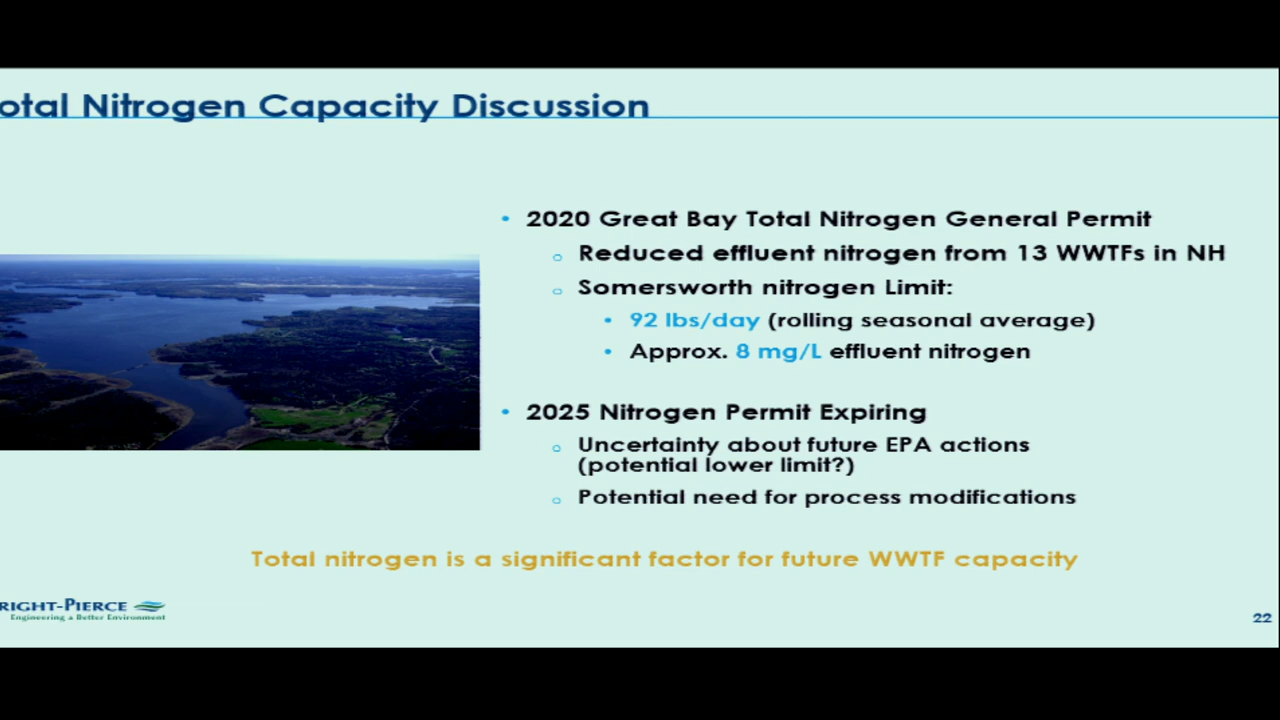 otal Nitrogen Capacity Discussion
• 2020 Great Bay Total Nitrogen General Permit
o Reduced effluent nitrogen from 13 WWTFs in NH
o Somersworth nitrogen Limit:
• 92 lbs/day (rolling seasonal average)
• Approx. 8 mg/L effluent nitrogen
• 2025 Nitrogen Permit Expiring
o Uncertainty about future EPA actions
(potential lower limit?)
o Potential need for process modifications
Total nitrogen is a significant factor for future WWTF capacity
RIGHT-PIERCE
Engineering a Better Environment
22